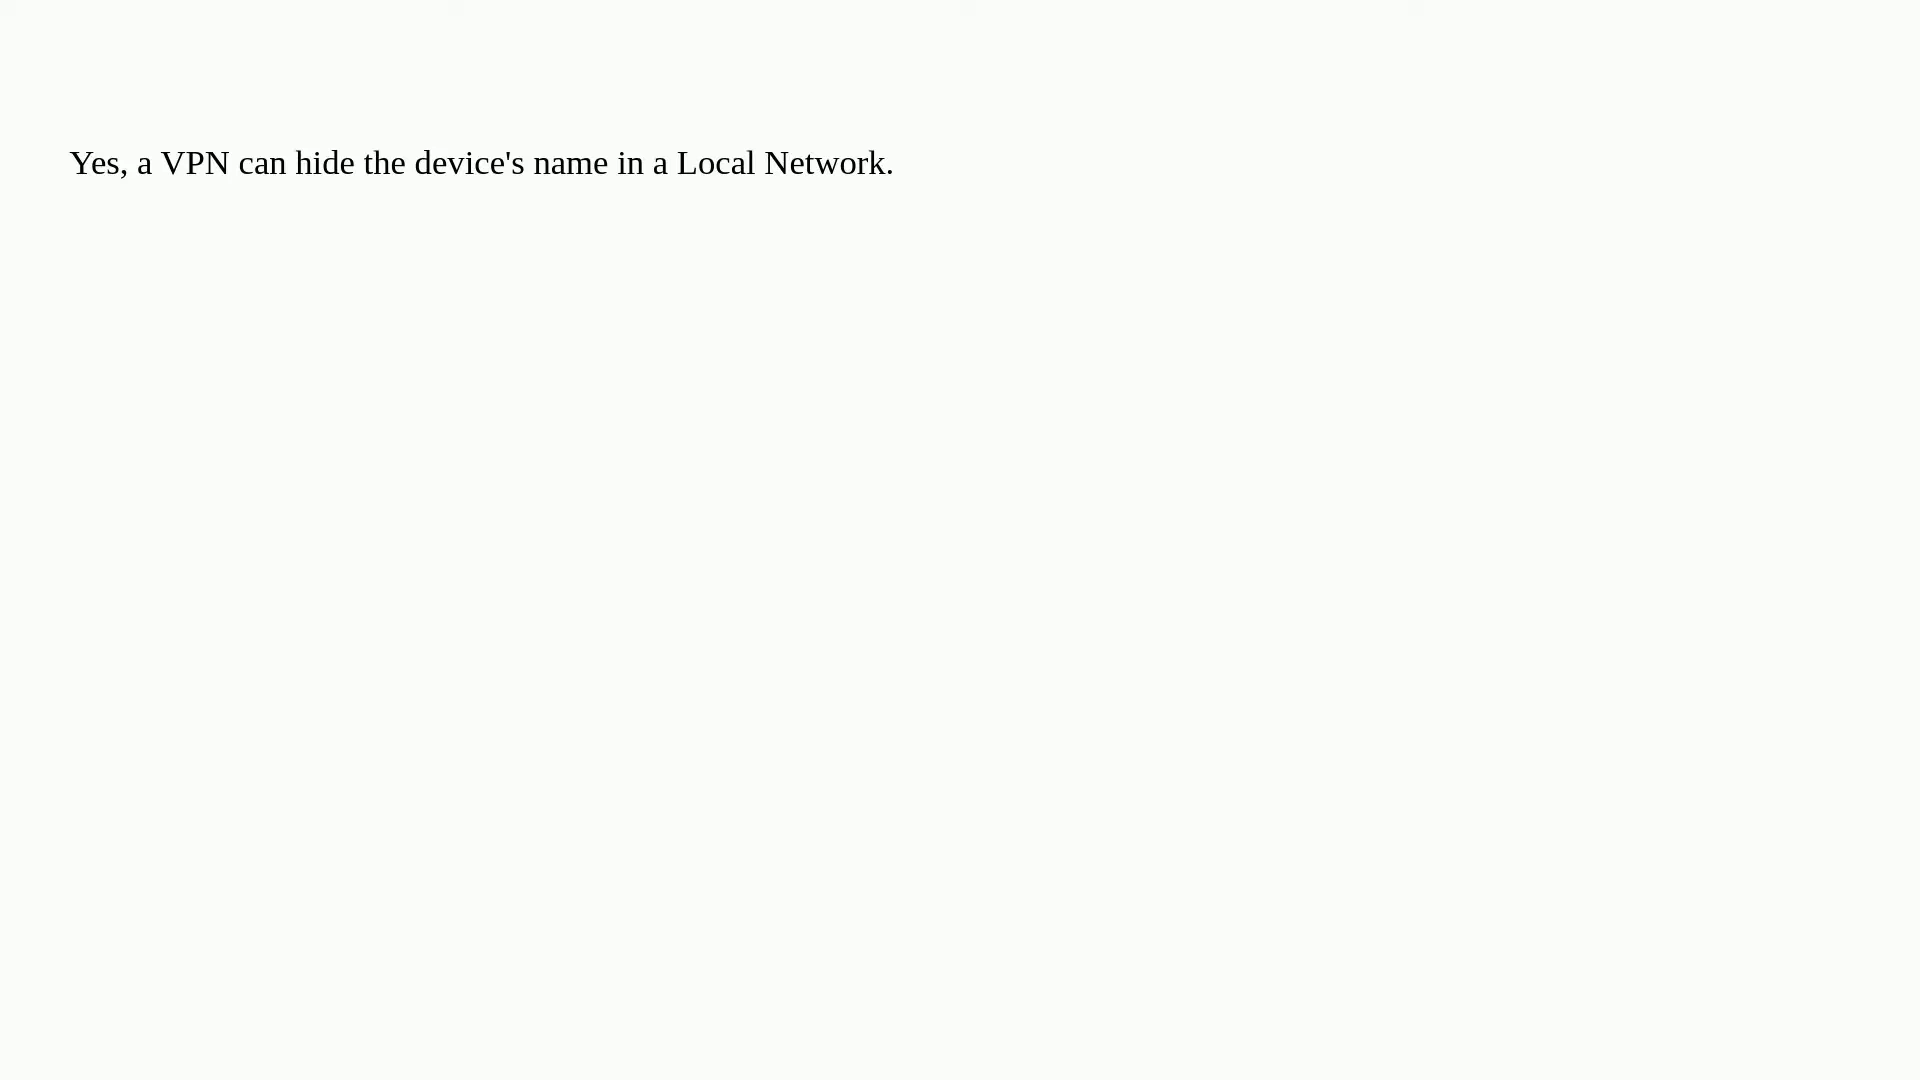 Yes, a VPN can hide the device's name in a Local Network.